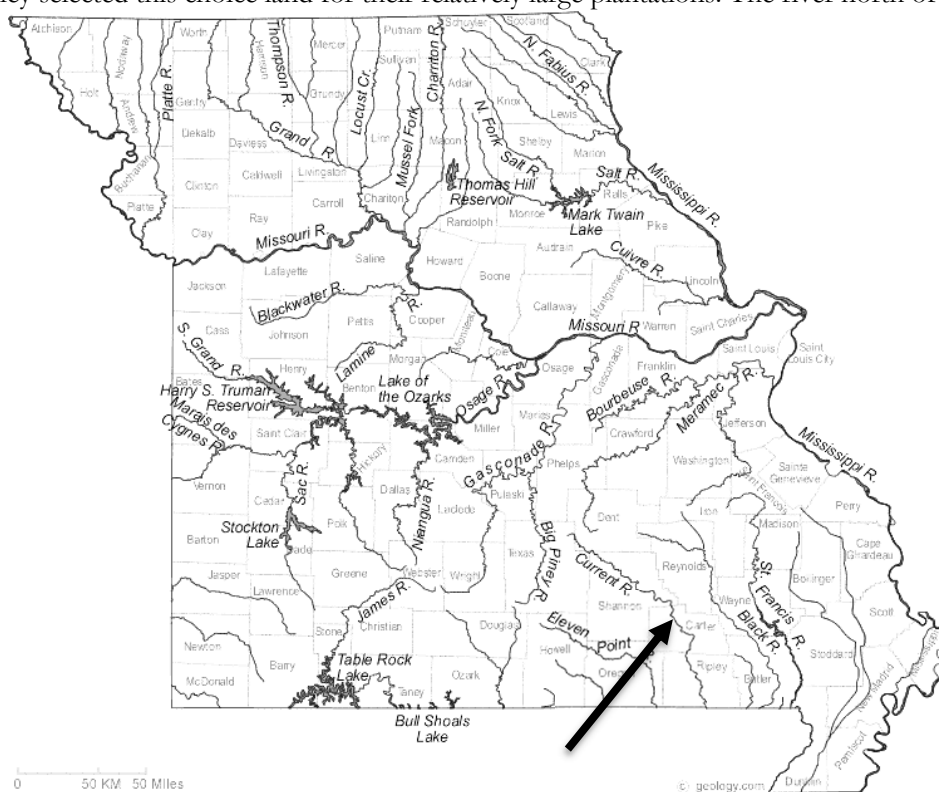 ey selected this choice land for their relatively large plantations. The river north of
Atchison
Worth
Putnam
Schuyler
Scotland
Nodaway
Harrison
Mercer
Sullivan
Clark
Holt
Andrew
Platte R.
Gentry
Thompson R.
Grundy
Locust Cr.
Charriton R.
Adair
N. Fabius R.
Knox
Lewis
Dekalb
Daviess
Grand R.
Linn
Mussel Fork
Macon
N. Fork
Salt R.
Shelby
Marion
Buchanan
Clinton
Caldwell
Livingston
Chariton
Thomas Hill
Reservoir
Salt R.
Ralls
Mississippi R.
Platte
Clay
Ray
Carroll
Randolph
Monroe
Mark Twain
Lake
Pike
Missouri R.
Saline
Howard
Audrain
Cuivre R.
Lincoln
Jackson
Lafayette
Boone
Callaway
Montgomery
Blackwater R.
Johnson
Pettis
Cooper
Moniteau
Missouri R
Warren
Saint Charles
Cass
S. Grand R.
Henry
Lamine R.
Morgan
Cole
Osage
Gasconade
Franklin
Saint Louis
Saint
Louis City
Bates
Harry S. Truman
Reservoir
Benton
Lake of
the Ozarks
Osage R.
Miller
Maries
Bourbeuse R.
Meramec R.
Jefferson
Marais des
Cygnes R.
Saint Clair
Hickory
Camden
Gasconade R.
Phelps
Crawford
Washington
Saint Francois
Sainte
Genevieve
Mississippi R.
Vernon
Cedar
Sac R.
Dallas
Niangua R.
Laclede
Pulaski
Dent
Iron
Madison
Perry
Stockton
Lake
Polk
Barton
Dade
Big Piney R.
Texas
Current R.
Reynolds
St. Francis R.
Bollinger
Cape
Girardeau
Jasper
Lawrence
Greene
Webster
Wright
Shannon
Wayne
Black R.
Scott
James R.
Stone
Christian
Douglas
Eleven Point
Carter
Stoddard
Mississippi
Newton
Barry
Howell
Oregon
Ripley
Butler
New Madrid
McDonald
Table Rock
Lake
Taney
Ozark
Bull Shoals
Lake
Pemiscot
Dunklin
0 50 KM 50 Miles
© geology.com